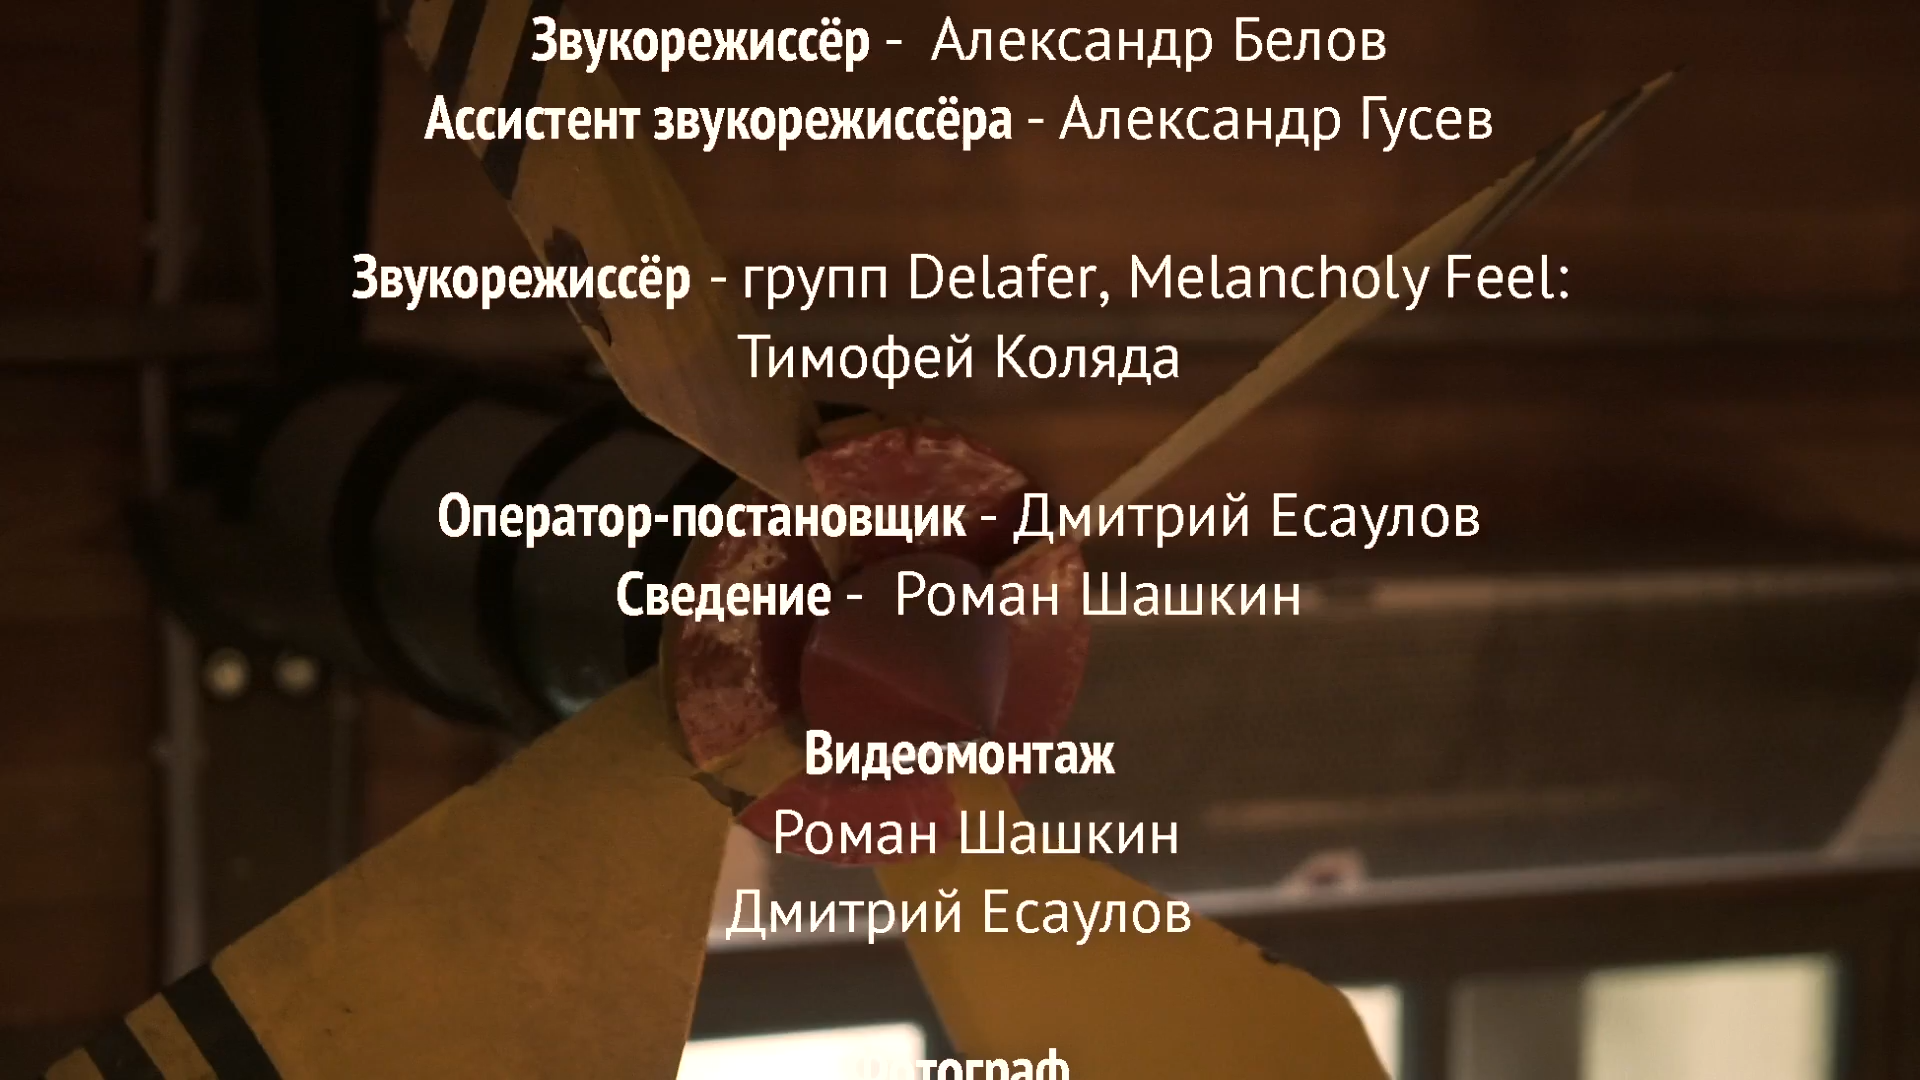 Звукорежиссёр - Александр Белов
Ассистент звукорежиссёра - Александр Гусев
Звукорежиссёр - групп Delafer, Melancholy Feel:
Тимофей Коляда
Оператор-постановщик - Дмитрий Есаулов
Сведение - Роман Шашкин
Видеомонтаж
Роман Шашкин
Дмитрий Есаулов